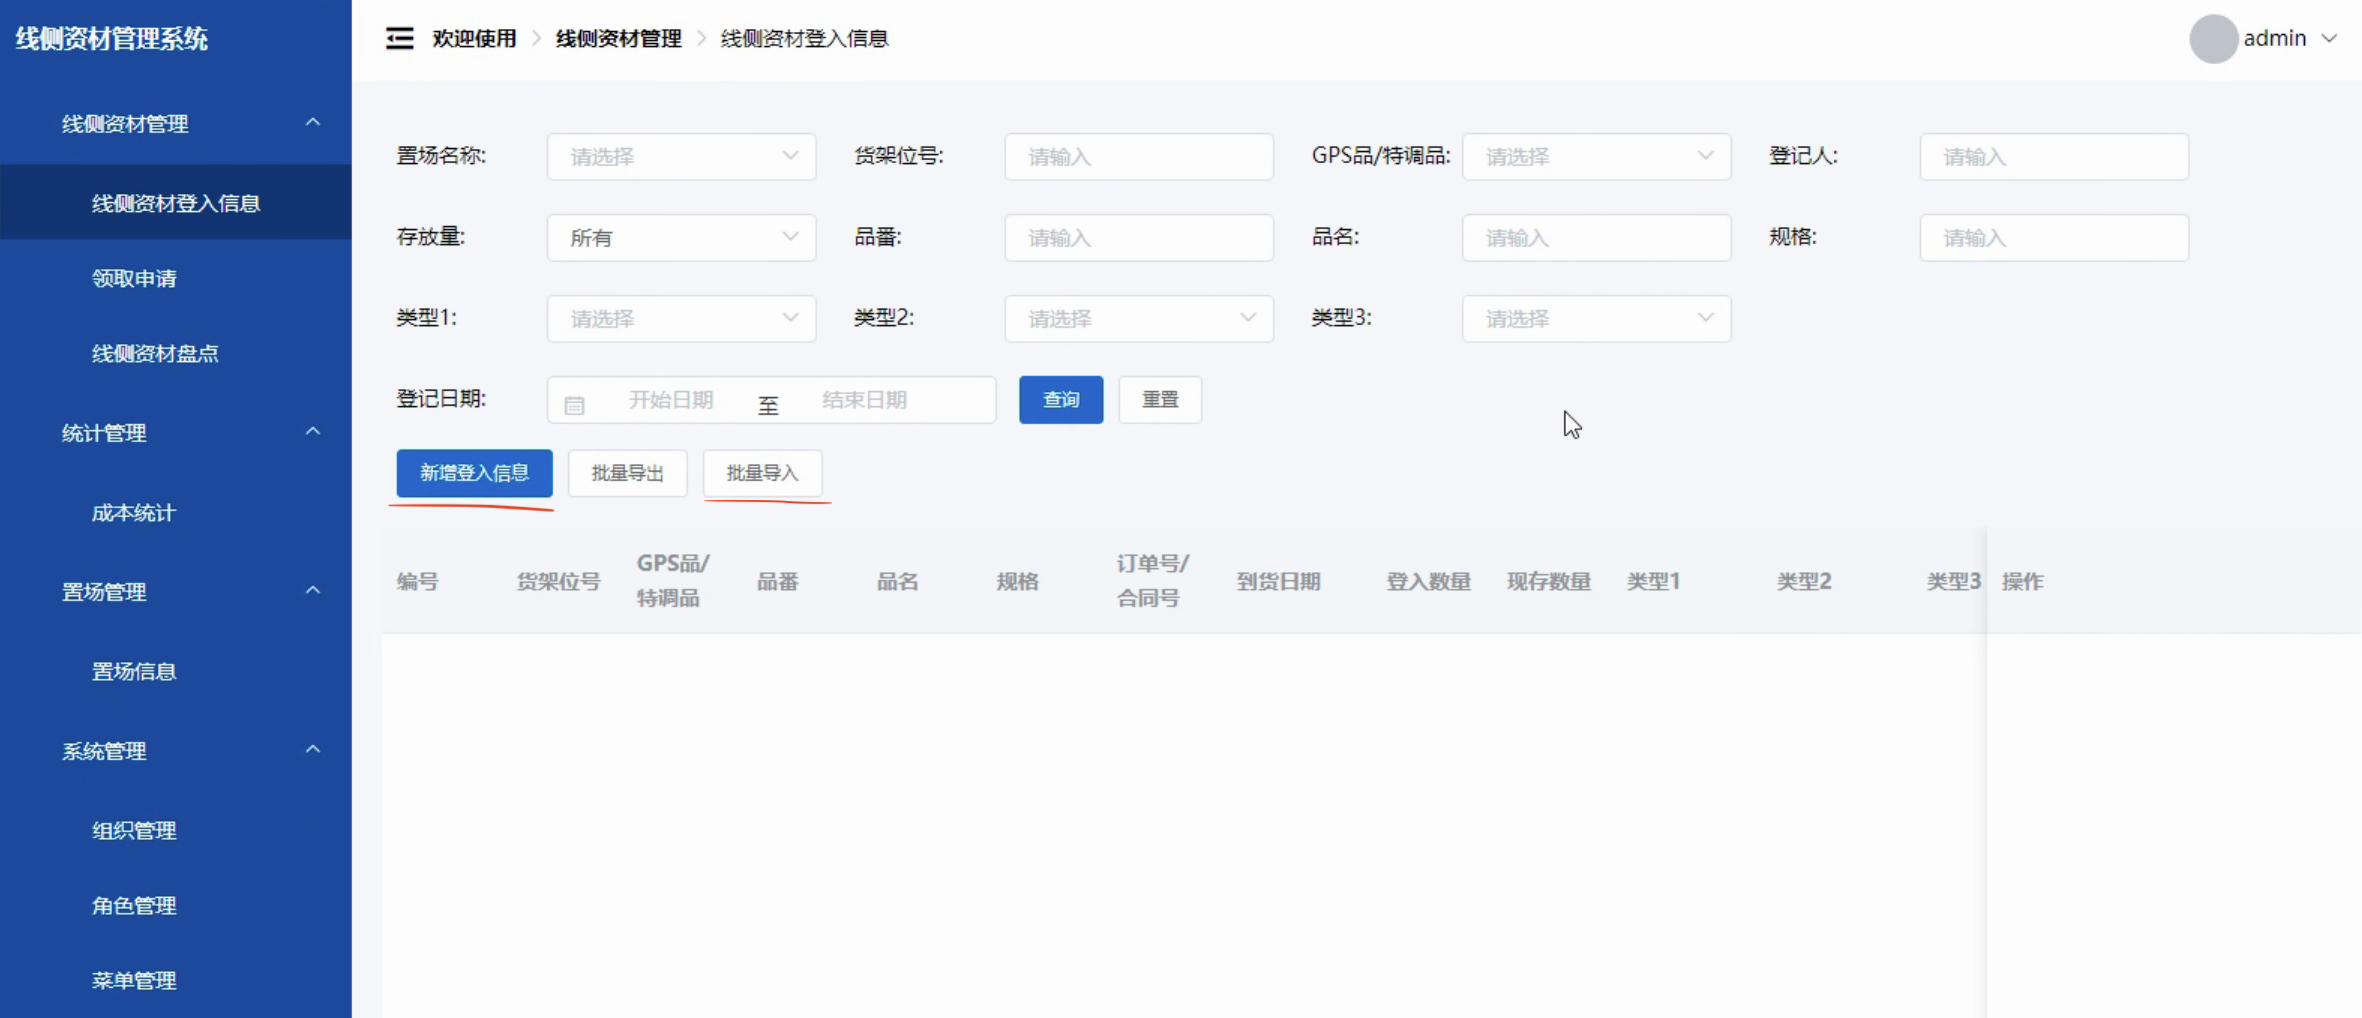 线侧资材管理系统
欢迎使用 > 线侧资材管理 > 线侧资材登入信息
admin
线侧资材管理
线侧资材登入信息
领取申请
线侧资材盘点
统计管理
成本统计
置场管理
置场信息
系统管理
组织管理
角色管理
菜单管理
置场名称: 请选择 货架位号: 请输入 GPS品/特调品: 请选择 登记人: 请输入
存放量: 所有 品番: 请输入 品名: 请输入 规格: 请输入
类型1: 请选择 类型2: 请选择 类型3: 请选择
登记日期: 开始日期 至 结束日期 查询 重置
新增登入信息 批量导出 批量导入
编号 货架位号 GPS品/特调品 品番 品名 规格 订单号/合同号 到货日期 登入数量 现存数量 类型1 类型2 类型3 操作